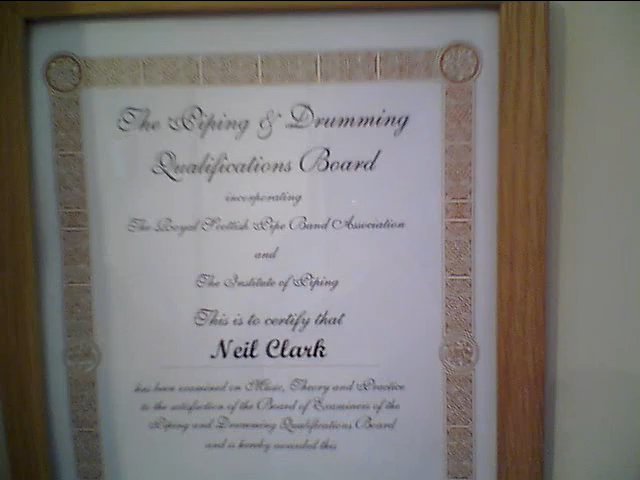 The Piping & Drumming
Qualifications Board
incorporating
The Royal Scottish Pipe Band Association
and
The Institute of Piping
This is to certify that
Neil Clark
has been examined in Music, Theory and Practice
to the satisfaction of the Board of Examiners of the
Piping and Drumming Qualifications Board
and is hereby awarded this